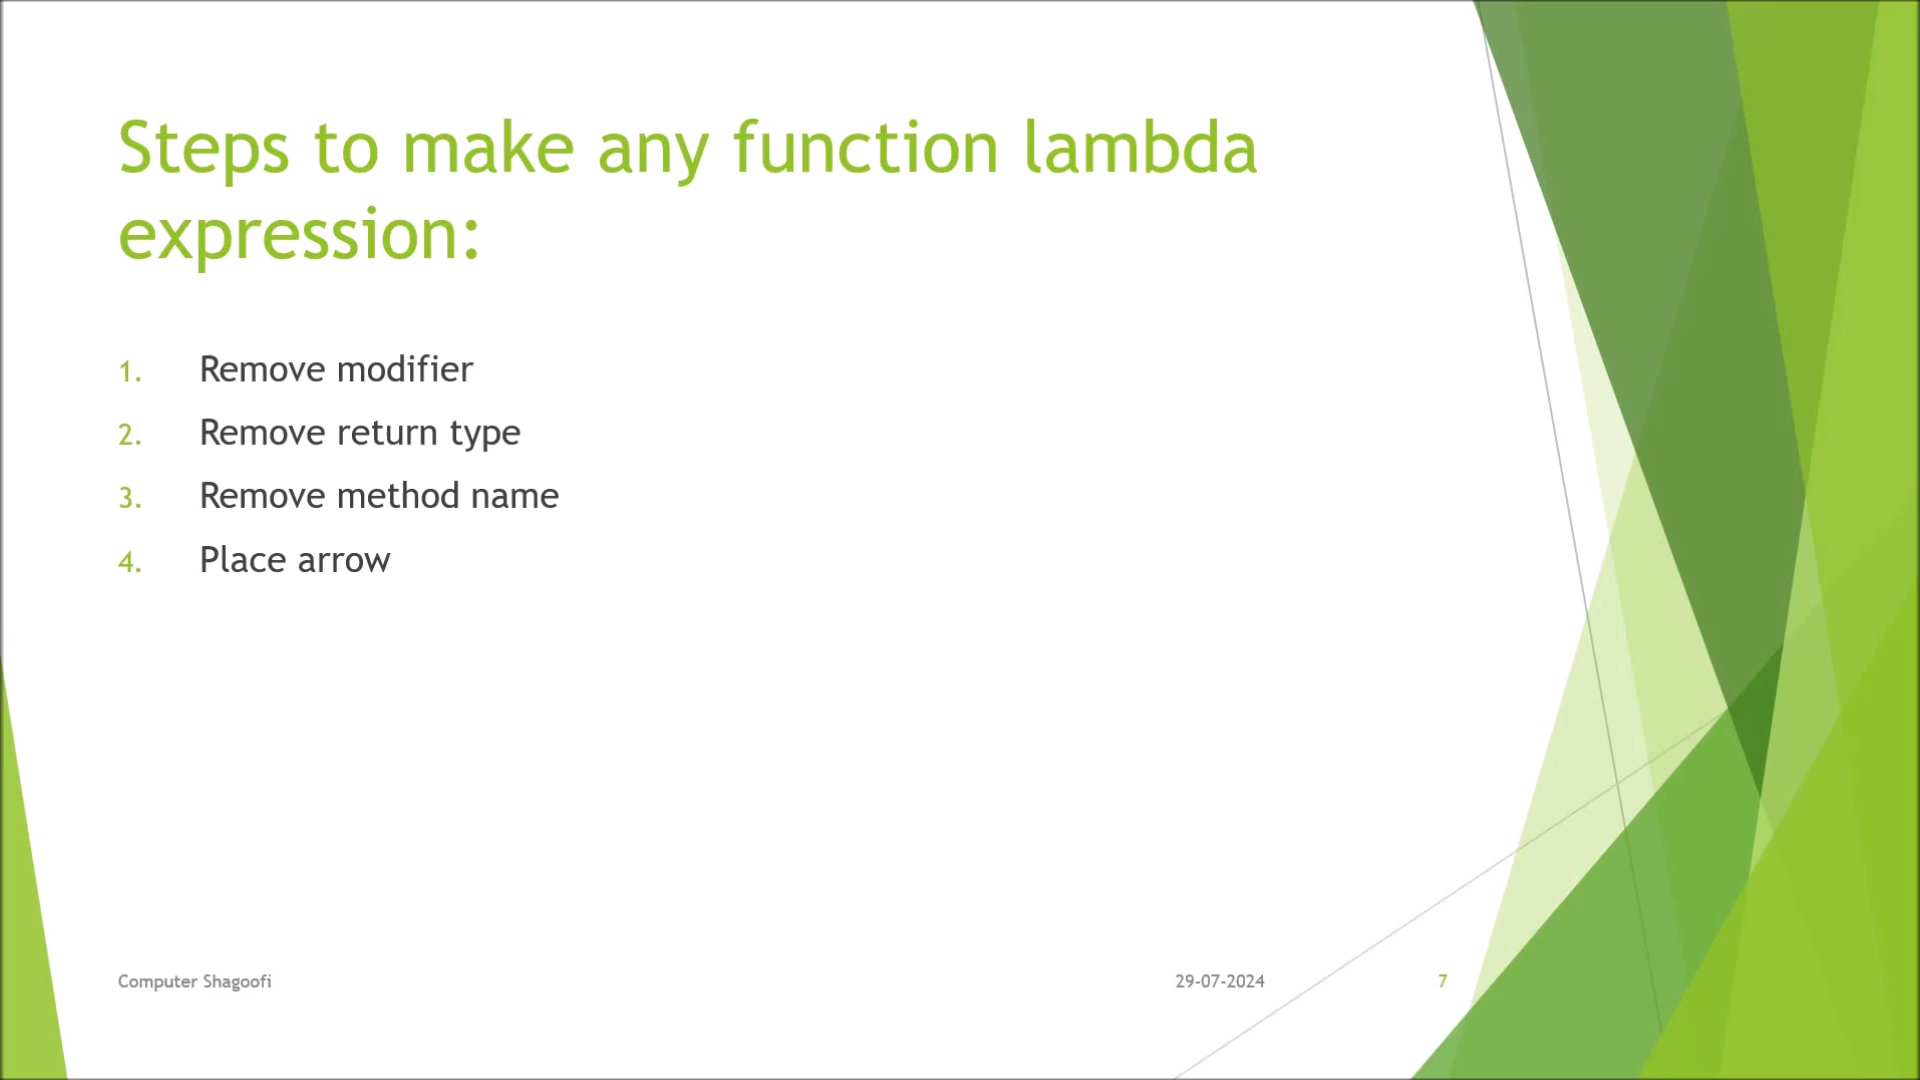 Steps to make any function lambda
expression:
1. Remove modifier
2. Remove return type
3. Remove method name
4. Place arrow
Computer Shagoofi
29-07-2024
7